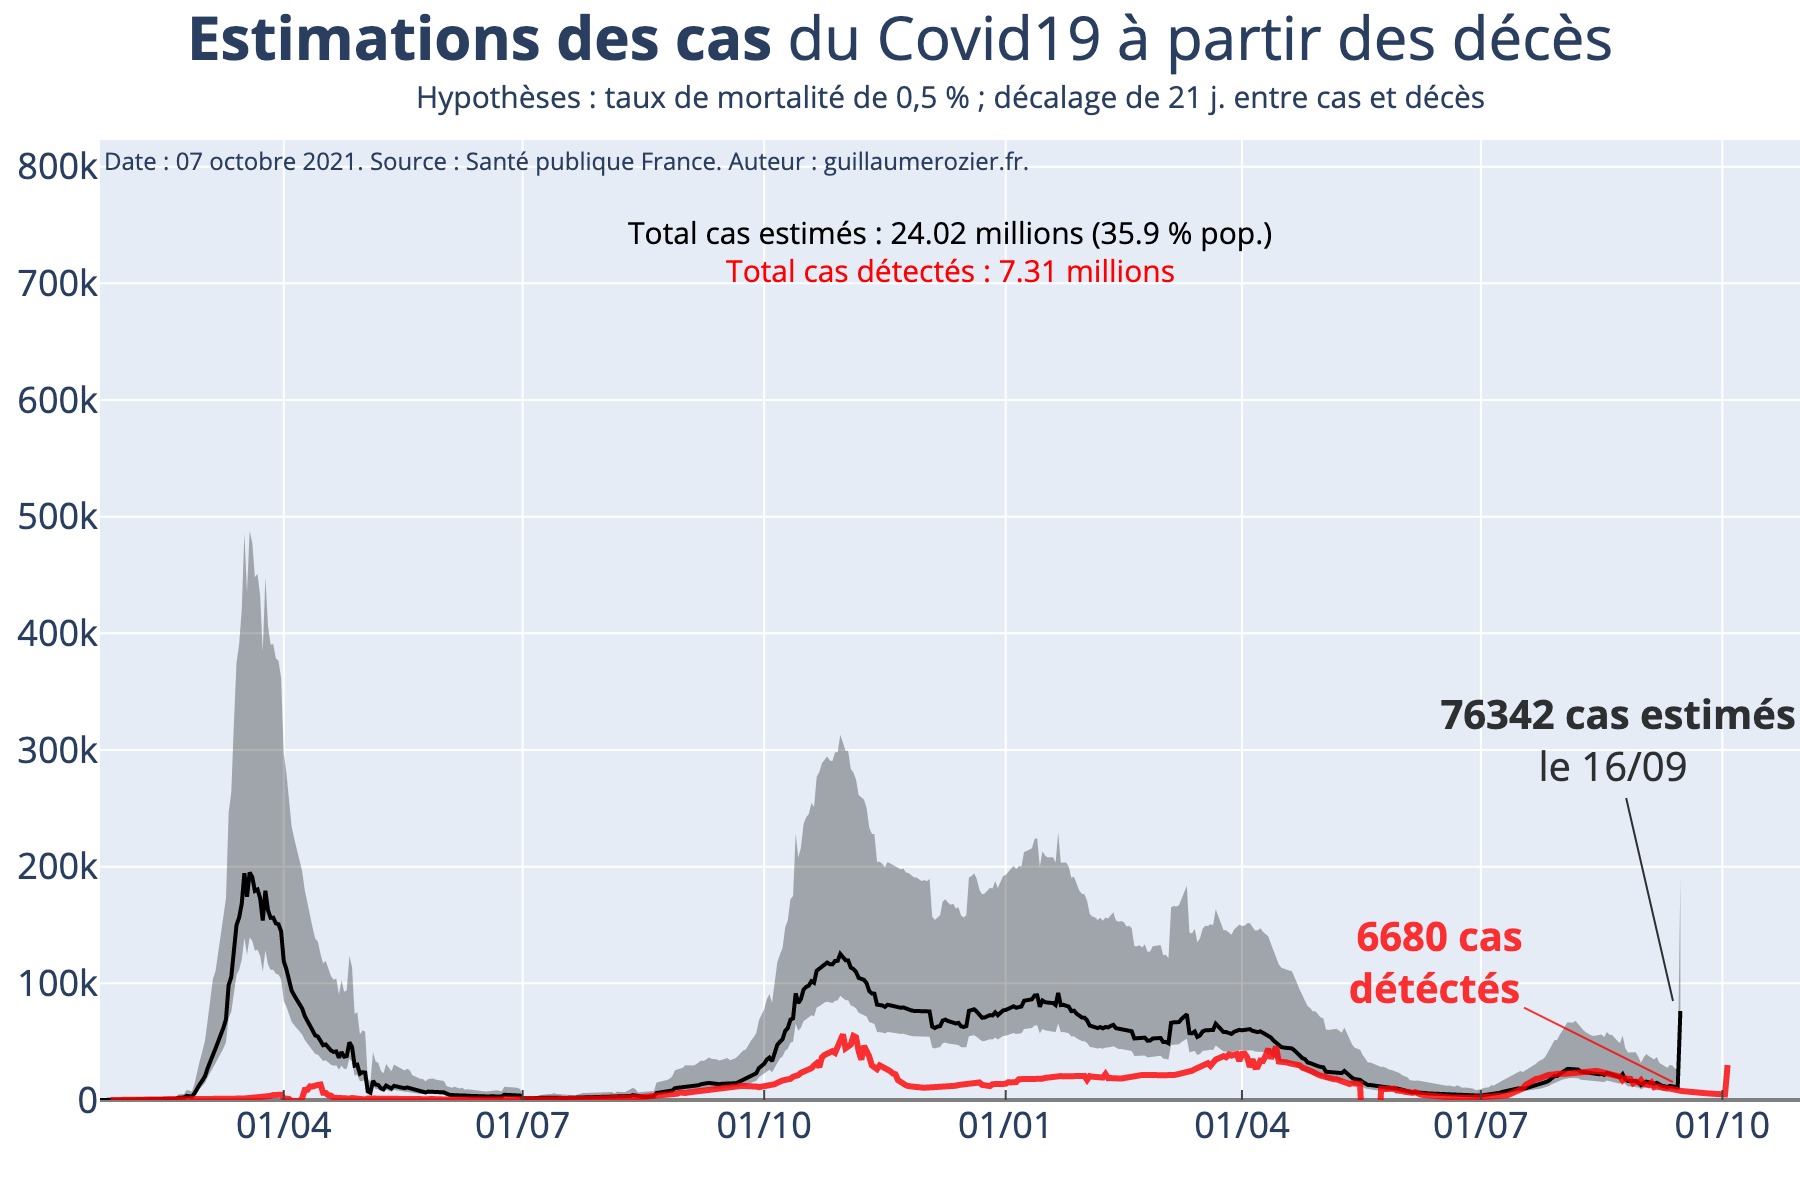 Estimations des cas du Covid19 à partir des décès
Hypothèses : taux de mortalité de 0,5 % ; décalage de 21 j. entre cas et décès
800k
Date : 07 octobre 2021. Source : Santé publique France. Auteur : guillaumerozier.fr.
Total cas estimés : 24.02 millions (35.9 % pop.)
Total cas détectés : 7.31 millions
700k
600k
500k
400k
300k
200k
100k
0
76342 cas estimés
le 16/09
6680 cas
détéctés
01/04
01/07
01/10
01/01
01/04
01/07
01/10